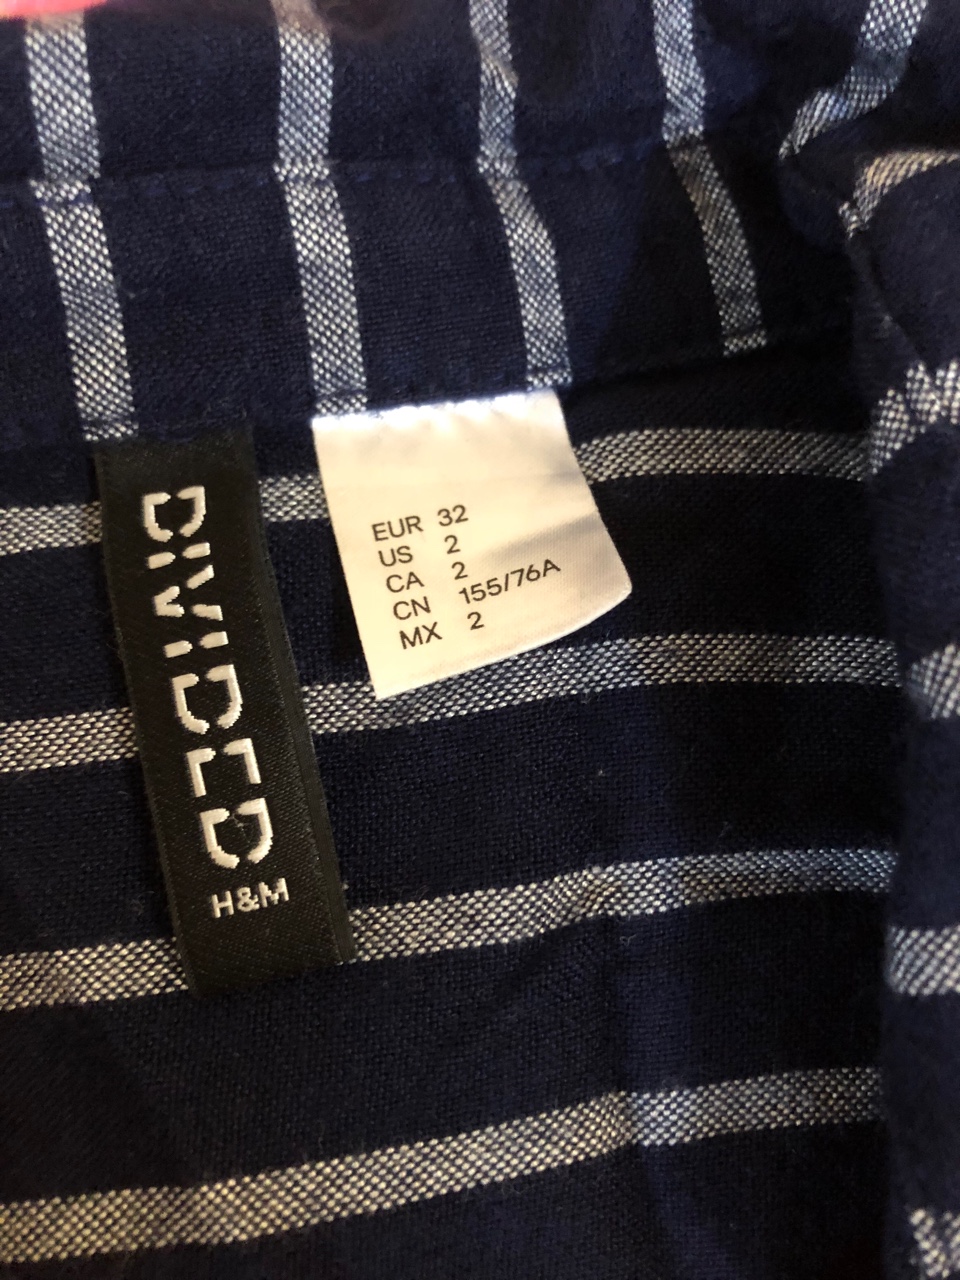 DIVIDED
H&M
EUR 32
US 2
CA 2
CN 155/76A
MX 2